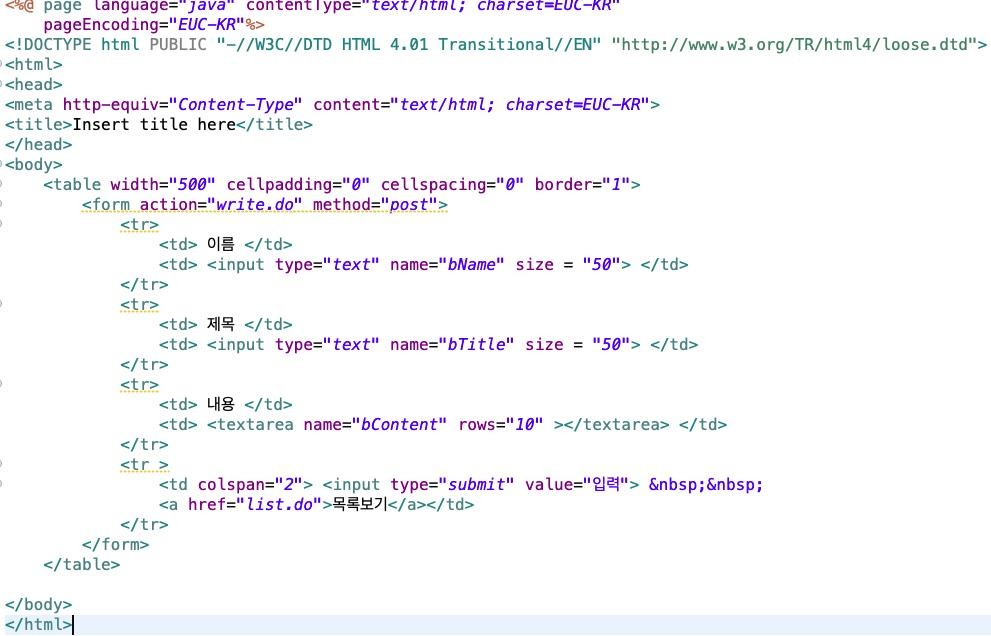 <%@ page language="java" contentType="text/html; charset=EUC-KR"
    pageEncoding="EUC-KR"%>
<!DOCTYPE html PUBLIC "-//W3C//DTD HTML 4.01 Transitional//EN" "http://www.w3.org/TR/html4/loose.dtd">
<html>
<head>
<meta http-equiv="Content-Type" content="text/html; charset=EUC-KR">
<title>Insert title here</title>
</head>
<body>
    <table width="500" cellpadding="0" cellspacing="0" border="1">
        <form action="write.do" method="post">
            <tr>
                <td> 이름 </td>
                <td> <input type="text" name="bName" size = "50"> </td>
            </tr>
            <tr>
                <td> 제목 </td>
                <td> <input type="text" name="bTitle" size = "50"> </td>
            </tr>
            <tr>
                <td> 내용 </td>
                <td> <textarea name="bContent" rows="10" ></textarea> </td>
            </tr>
            <tr >
                <td colspan="2"> <input type="submit" value="입력"> &nbsp;&nbsp;
                <a href="list.do">목록보기</a></td>
            </tr>
        </form>
    </table>

</body>
</html>